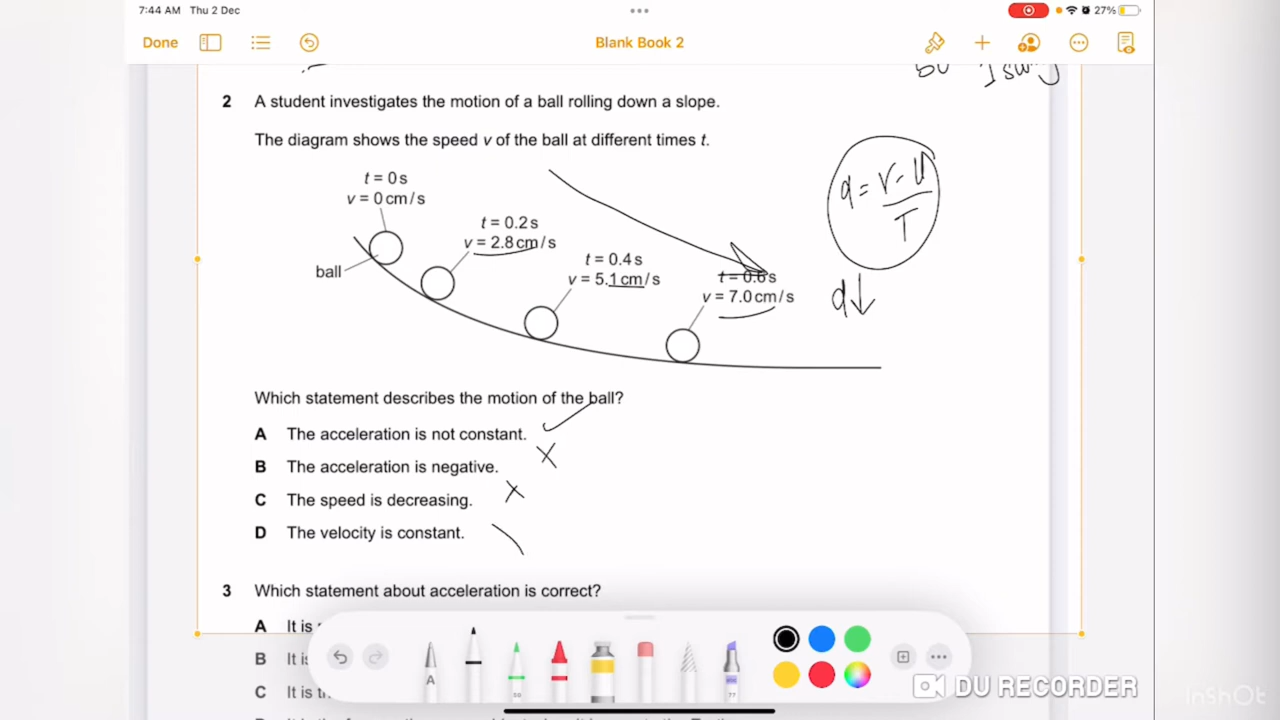 7:44 AM Thu 2 Dec
27%
Done
Blank Book 2
so
2 A student investigates the motion of a ball rolling down a slope.
The diagram shows the speed v of the ball at different times t.
t = 0 s
v = 0 cm / s
t = 0.2 s
v = 2.8 cm / s
t = 0.4 s
v = 5.1 cm / s
t = 0.6 s
v = 7.0 cm / s
ball
a = v - u
T
a↓
Which statement describes the motion of the ball?
A The acceleration is not constant.
B The acceleration is negative.
C The speed is decreasing.
D The velocity is constant.
3 Which statement about acceleration is correct?
A It is
B It is
C It is
A
50
77
DU RECORDER
InShOt